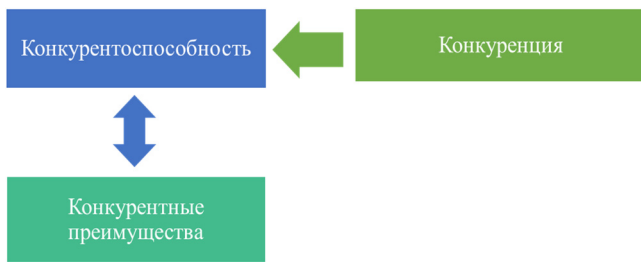 Конкурентоспособность
Конкуренция
Конкурентные
преимущества